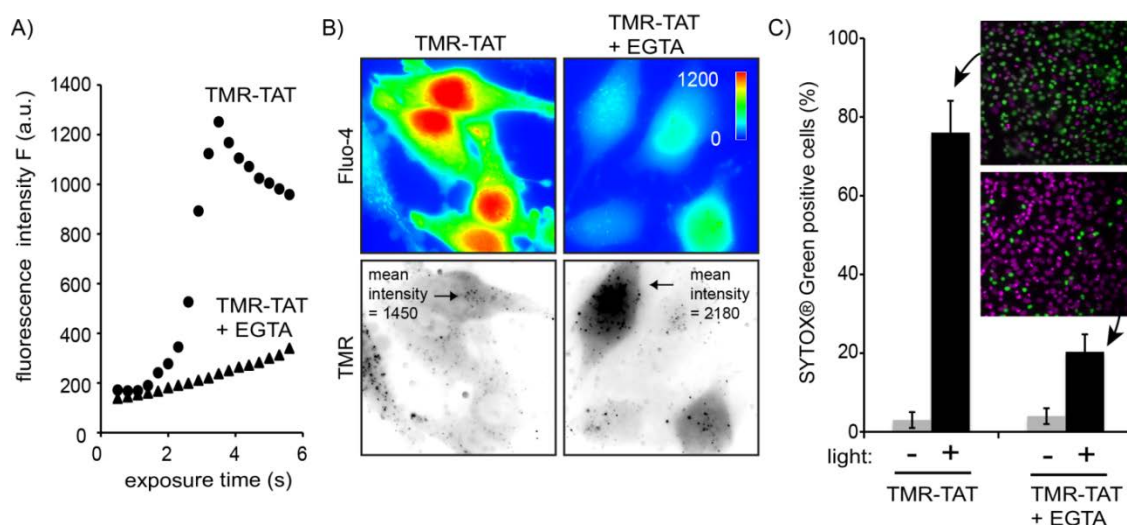 A)
fluorescence intensity F (a.u.)
1400
1200
1000
800
600
400
200
0
TMR-TAT
TMR-TAT
+ EGTA
0 2 4 6
exposure time (s)
B)
TMR-TAT
TMR-TAT
+ EGTA
Fluo-4
1200
0
TMR
mean
intensity
= 1450
mean
intensity
= 2180
C)
SYTOX® Green positive cells (%)
100
80
60
40
20
0
light: - + - +
TMR-TAT
TMR-TAT
+ EGTA